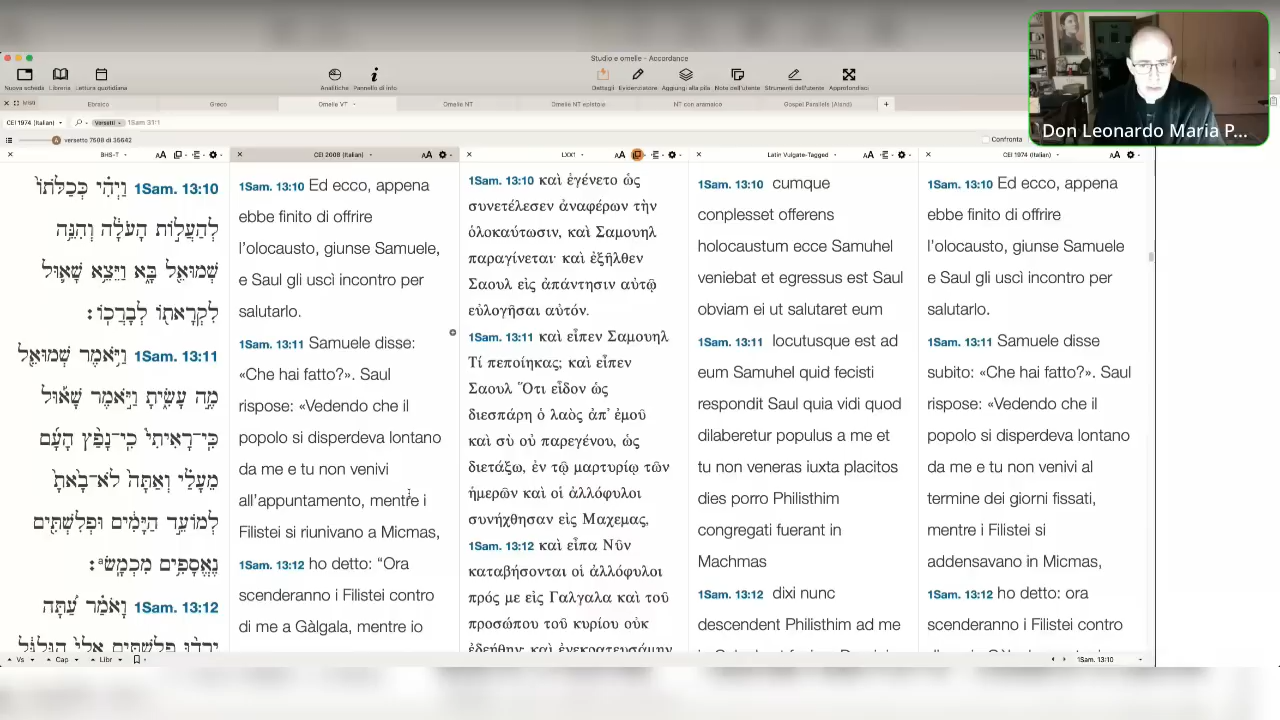 Don Leonardo Maria P...
Studio e omelie - Accordance
Nuova scheda
Libreria
Lettura quotidiana
Analitiche
Pannello di info
Dettagli
Evidenziatore
Aggiungi alla pila
Note dell'utente
Strumenti dell'utente
Approfondisci
Ebraico
Greco
Omelie VT
Omelie NT
Omelie NT epistole
NT con aramaico
Gospel Parallels (Aland)
CEI 1974 (Italian)
Versetti
1Sam 31:1
versetto 7508 di 35642
Confronta
BHS-T
CEI 2008 (Italian)
LXX1
Latin Vulgate-Tagged
CEI 1974 (Italian)
1Sam. 13:10 וַיְהִ֗י כְּכַלֹּתוֹ֙
לְהַעֲל֣וֹת הָעֹלָ֔ה וְהִנֵּ֥ה
שְׁמוּאֵ֖ל בָּ֑א וַיֵּצֵ֥א שָׁא֛וּל
לִקְרָאת֖וֹ לְבָרֲכֽוֹ׃
1Sam. 13:11 וַיֹּ֥אמֶר שְׁמוּאֵ֖ל
מֶ֣ה עָשִׂ֑יתָ וַיֹּ֣אמֶר שָׁא֡וּל
כִּֽי־רָאִיתִי֩ כִֽי־נָפַ֨ץ הָעָ֜ם
מֵעָלַ֗י וְאַתָּה֙ לֹא־בָ֙אתָ֙
לְמוֹעֵ֣ד הַיָּמִ֔ים וּפְלִשְׁתִּ֖ים
נֶאֱסָפִ֥ים מִכְמָֽשׂa׃
1Sam. 13:12 וָאֹמַ֗ר עַ֠תָּה
יֵרְד֨וּ פְלִשְׁתִּ֤ים אֵלַי֙ הַגִּלְגָּ֔ל
1Sam. 13:10 Ed ecco, appena
ebbe finito di offrire
l'olocausto, giunse Samuele,
e Saul gli uscì incontro per
salutarlo.
1Sam. 13:11 Samuele disse:
«Che hai fatto?». Saul
rispose: «Vedendo che il
popolo si disperdeva lontano
da me e tu non venivi
all'appuntamento, mentre i
Filistei si riunivano a Micmas,
1Sam. 13:12 ho detto: “Ora
scenderanno i Filistei contro
di me a Gàlgala, mentre io
1Sam. 13:10 καὶ ἐγένετο ὡς
συνετέλεσεν ἀναφέρων τὴν
ὁλοκαύτωσιν, καὶ Σαμουηλ
παραγίνεται· καὶ ἐξῆλθεν
Σαουλ εἰς ἀπάντησιν αὐτῷ
εὐλογῆσαι αὐτόν.
1Sam. 13:11 καὶ εἶπεν Σαμουηλ
Τί πεποίηκας; καὶ εἶπεν
Σαουλ Ὅτι εἶδον ὡς
διεσπάρη ὁ λαὸς ἀπ᾽ ἐμοῦ
καὶ σὺ οὐ παρεγένου, ὡς
διετάξω, ἐν τῷ μαρτυρίῳ τῶν
ἡμερῶν καὶ οἱ ἀλλόφυλοι
συνήχθησαν εἰς Μαχεμας,
1Sam. 13:12 καὶ εἶπα Νῦν
καταβήσονται οἱ ἀλλόφυλοι
πρός με εἰς Γαλγαλα καὶ τοῦ
προσώπου τοῦ κυρίου οὐκ
ἐδεήθην· καὶ ἐνεκρατευσάμην
1Sam. 13:10 cumque
conplesset offerens
holocaustum ecce Samuhel
veniebat et egressus est Saul
obviam ei ut salutaret eum
1Sam. 13:11 locutusque est ad
eum Samuhel quid fecisti
respondit Saul quia vidi quod
dilaberetur populus a me et
tu non veneras iuxta placitos
dies porro Philisthim
congregati fuerant in
Machmas
1Sam. 13:12 dixi nunc
descendent Philisthim ad me
1Sam. 13:10 Ed ecco, appena
ebbe finito di offrire
l'olocausto, giunse Samuele
e Saul gli uscì incontro per
salutarlo.
1Sam. 13:11 Samuele disse
subito: «Che hai fatto?». Saul
rispose: «Vedendo che il
popolo si disperdeva lontano
da me e tu non venivi al
termine dei giorni fissati,
mentre i Filistei si
addensavano in Micmas,
1Sam. 13:12 ho detto: ora
scenderanno i Filistei contro
Vs
Cap
Libr
1Sam. 13:10